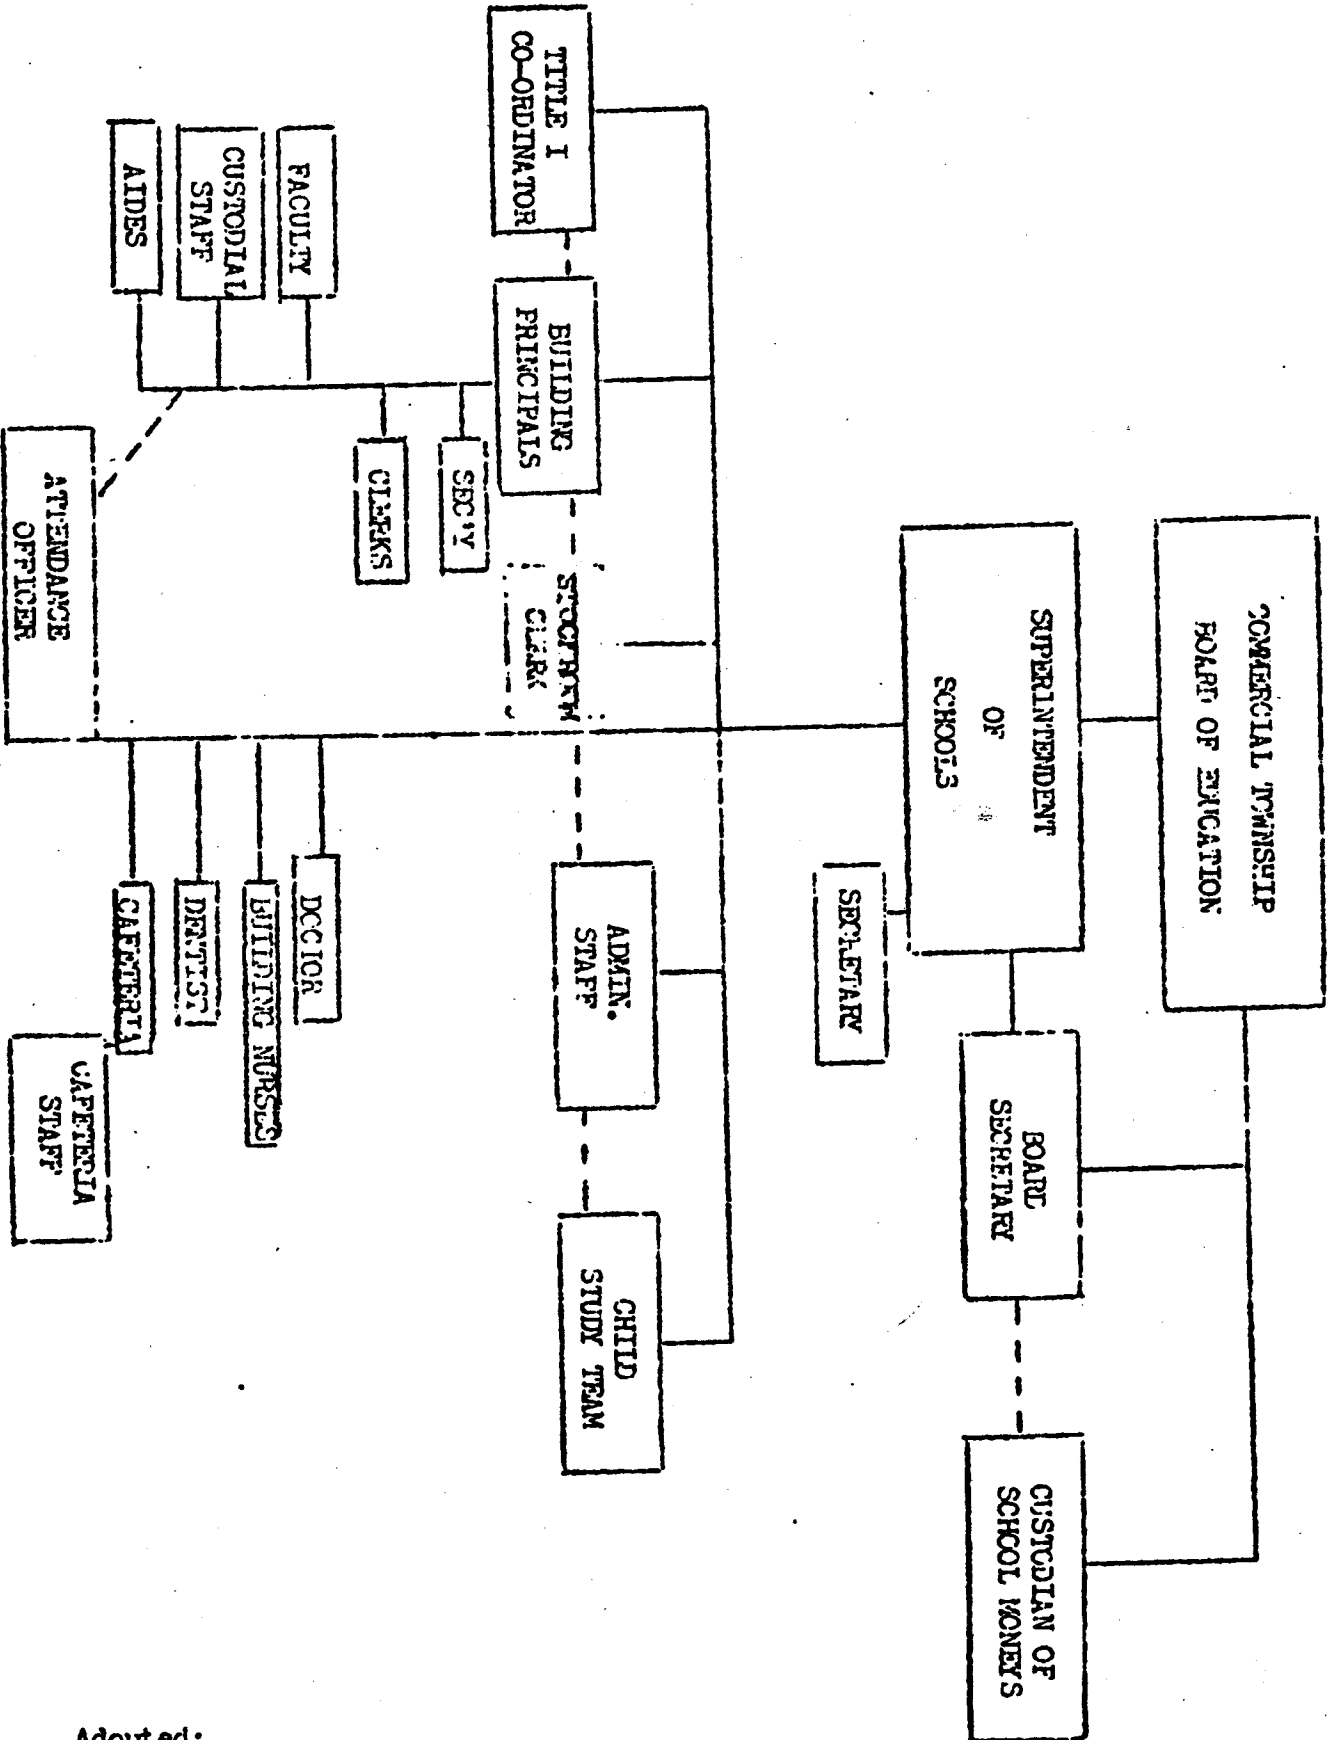 COMMERCIAL TOWNSHIP
BOARD OF EDUCATION
SUPERINTENDENT
OF
SCHOOLS
BOARD
SECRETARY
CUSTODIAN OF
SCHOOL MONEYS
SECRETARY
TITLE I
CO-ORDINATOR
BUILDING
PRINCIPALS
STOCKROOM
CLERK
ADMIN.
STAFF
CHILD
STUDY TEAM
SEC'Y
CLERKS
FACULTY
CUSTODIAL
STAFF
AIDES
DOCTOR
BUILDING NURSES
DENTIST
CAFETERIA
CAFETERIA
STAFF
ATTENDANCE
OFFICER
Adopted: